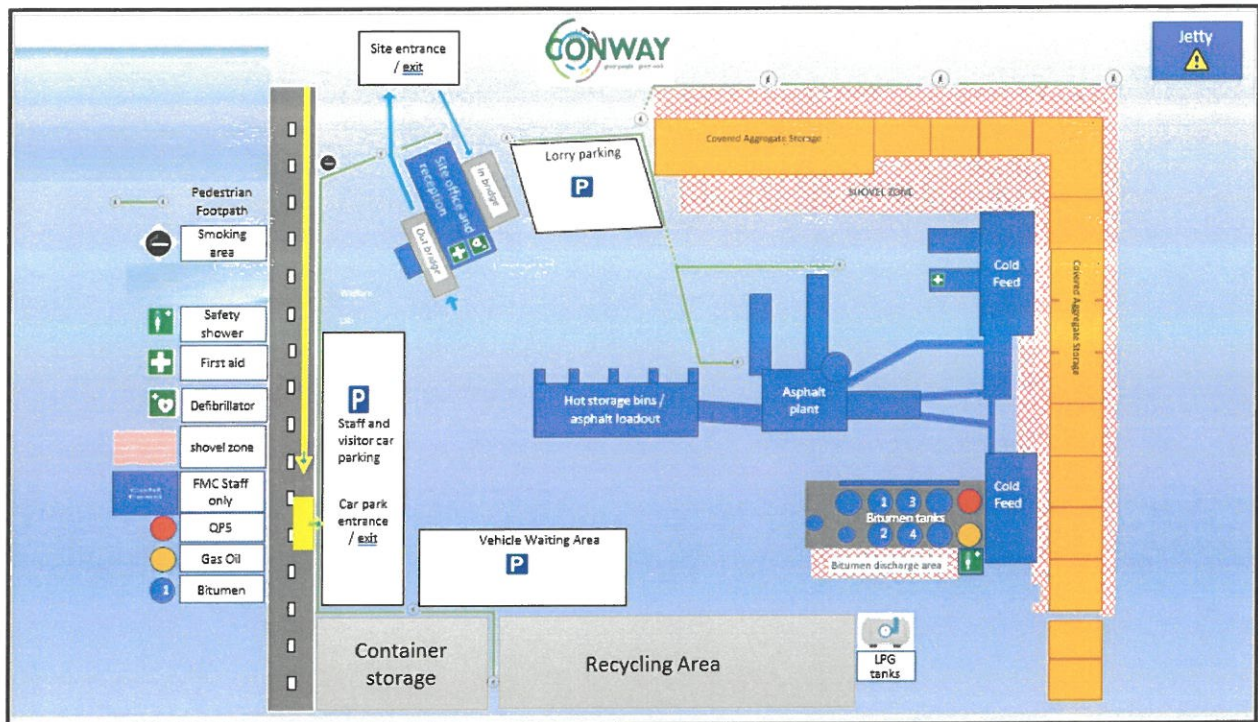 Site entrance
/ exit
CONWAY
Jetty
Pedestrian
Footpath
Smoking
area
Safety
shower
First aid
Defibrillator
shovel zone
FMC Staff
only
QPS
Gas Oil
1
Bitumen
Site office and
reception
In bridge
Out bridge
Lorry parking
P
Covered Aggregate Storage
SHOVEL ZONE
Cold
Feed
Covered Aggregate Storage
P
Staff and
visitor car
parking
Car park
entrance
/ exit
Hot storage bins /
asphalt loadout
Asphalt
plant
Cold
Feed
1 3
Bitumen tanks
2 4
Bitumen discharge area
Vehicle Waiting Area
P
Container
storage
Recycling Area
LPG
tanks